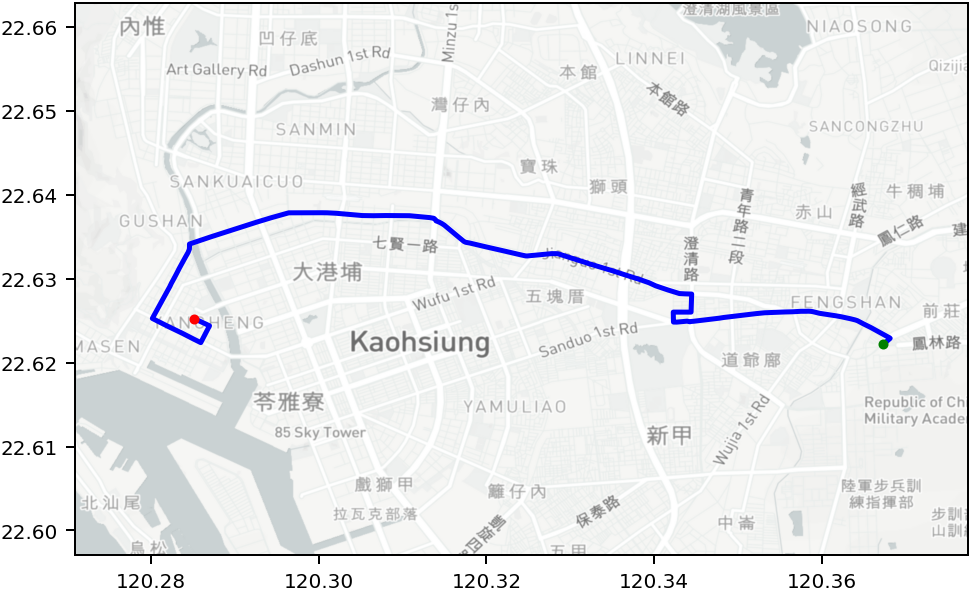 22.66
22.65
22.64
22.63
22.62
22.61
22.60
120.28
120.30
120.32
120.34
120.36
內惟
凹仔底
Art Gallery Rd
Dashun 1st Rd
Minzu 1s
澄清湖風景區
NIAOSONG
LINNEI
本館
本館路
Qizijia
灣仔內
SANMIN
SANCONGZHU
寶珠
獅頭
SANKUAICUO
GUSHAN
青年路二段
經武路
牛稠埔
赤山
鳳仁路
建
七賢一路
澄清路
大港埔
Jianguo 1st Rd
Wufu 1st Rd
五塊厝
FENGSHAN
前莊
YANCHENG
HAMASEN
Kaohsiung
Sanduo 1st Rd
道爺廍
鳳林路
苓雅寮
YAMULIAO
85 Sky Tower
新甲
Wujia 1st Rd
Republic of Ch
Military Acade
戲獅甲
籬仔內
拉瓦克部落
保泰路
中崙
陸軍步兵訓
練指揮部
步訓
山訓
北汕尾
烏松
五甲